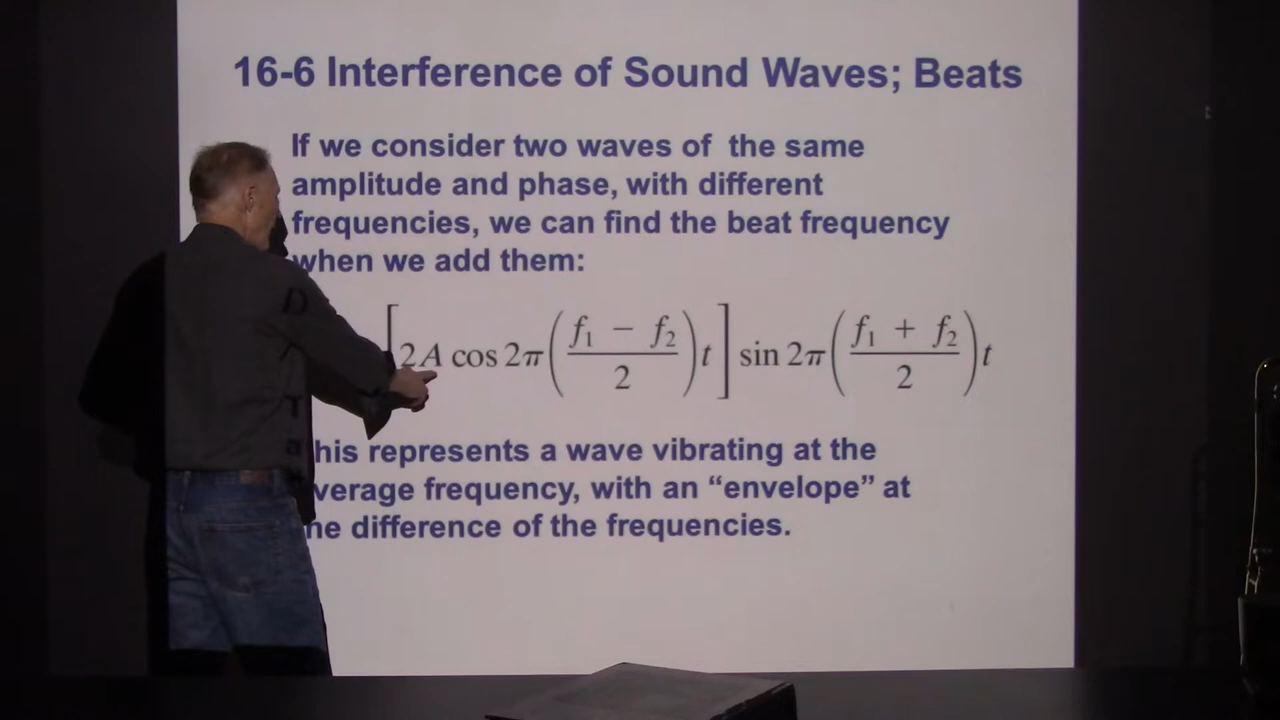 16-6 Interference of Sound Waves; Beats
If we consider two waves of the same
amplitude and phase, with different
frequencies, we can find the beat frequency
when we add them:
[2A cos 2π((f₁ − f₂)/2)t] sin 2π((f₁ + f₂)/2)t
his represents a wave vibrating at the
verage frequency, with an “envelope” at
he difference of the frequencies.